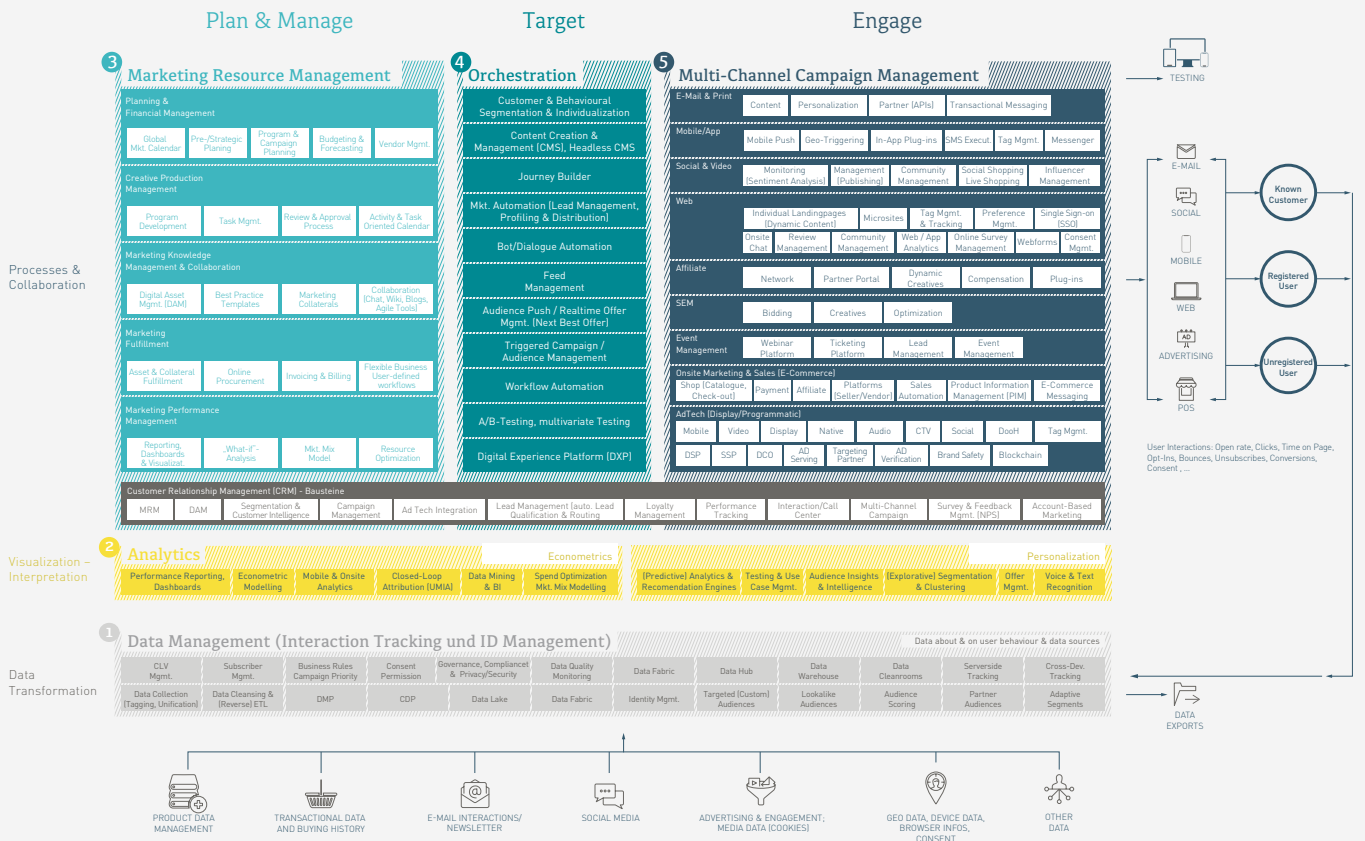 Plan & Manage
Target
Engage
3
Marketing Resource Management
4
Orchestration
5
Multi-Channel Campaign Management
Processes &
Collaboration
Planning &
Financial Management
Global
Mkt. Calendar
Pre-/Strategic
Planing
Program &
Campaign
Planning
Budgeting &
Forecasting
Vendor Mgmt.
Creative Production
Management
Program
Development
Task Mgmt.
Review & Approval
Process
Activity & Task
Oriented Calendar
Marketing Knowledge
Management & Collaboration
Digital Asset
Mgmt. (DAM)
Best Practice
Templates
Marketing
Collaterals
Collaboration
(Chat, Wiki, Blogs,
Agile Tools)
Marketing
Fulfillment
Asset & Collateral
Fulfillment
Online
Procurement
Invoicing & Billing
Flexible Business
User-defined
workflows
Marketing Performance
Management
Reporting,
Dashboards
& Visualizat.
„What-if“-
Analysis
Mkt. Mix
Model
Resource
Optimization
Customer & Behavioural
Segmentation & Individualization
Content Creation &
Management (CMS), Headless CMS
Journey Builder
Mkt. Automation (Lead Management,
Profiling & Distribution)
Bot/Dialogue Automation
Feed
Management
Audience Push / Realtime Offer
Mgmt. (Next Best Offer)
Triggered Campaign /
Audience Management
Workflow Automation
A/B-Testing, multivariate Testing
Digital Experience Platform (DXP)
E-Mail & Print
Content
Personalization
Partner (APIs)
Transactional Messaging
Mobile/App
Mobile Push
Geo-Triggering
In-App Plug-ins
SMS Execut.
Tag Mgmt.
Messenger
Social & Video
Monitoring
(Sentiment Analysis)
Management
(Publishing)
Community
Management
Social Shopping
Live Shopping
Influencer
Management
Web
Individual Landingpages
(Dynamic Content)
Microsites
Tag Mgmt.
& Tracking
Preference
Mgmt.
Single Sign-on
(SSO)
Onsite
Chat
Review
Management
Community
Management
Web / App
Analytics
Online Survey
Management
Webforms
Consent
Mgmt.
Affiliate
Network
Partner Portal
Dynamic
Creatives
Compensation
Plug-ins
SEM
Bidding
Creatives
Optimization
Event
Management
Webinar
Platform
Ticketing
Platform
Lead
Management
Event
Management
Onsite Marketing & Sales (E-Commerce)
Shop (Catalogue,
Check-out)
Payment
Affiliate
Platforms
(Seller/Vendor)
Sales
Automation
Product Information
Management (PIM)
E-Commerce
Messaging
AdTech (Display/Programmatic)
Mobile
Video
Display
Native
Audio
CTV
Social
DooH
Tag Mgmt.
DSP
SSP
DCO
AD
Serving
Targeting
Partner
AD
Verification
Brand Safety
Blockchain
Customer Relationship Management (CRM) - Bausteine
MRM
DAM
Segmentation &
Customer Intelligence
Campaign
Management
Ad Tech Integration
Lead Management (auto. Lead
Qualification & Routing
Loyalty
Management
Performance
Tracking
Interaction/Call
Center
Multi-Channel
Campaign
Survey & Feedback
Mgmt. (NPS)
Account-Based
Marketing
Visualization –
Interpretation
2
Analytics
Econometrics
Personalization
Performance Reporting,
Dashboards
Econometric
Modelling
Mobile & Onsite
Analytics
Closed-Loop
Attribution (UMIA)
Data Mining
& BI
Spend Optimization
Mkt. Mix Modelling
(Predictive) Analytics &
Recomendation Engines
Testing & Use
Case Mgmt.
Audience Insights
& Intelligence
(Explorative) Segmentation
& Clustering
Offer
Mgmt.
Voice & Text
Recognition
Data
Transformation
1
Data Management (Interaction Tracking und ID Management)
Data about & on user behaviour & data sources
CLV
Mgmt.
Subscriber
Mgmt.
Business Rules
Campaign Priority
Consent
Permission
Governance, Compliancet
& Privacy/Security
Data Quality
Monitoring
Data Fabric
Data Hub
Data
Warehouse
Data
Cleanrooms
Serverside
Tracking
Cross-Dev.
Tracking
Data Collection
(Tagging, Unification)
Data Cleansing &
(Reverse) ETL
DMP
CDP
Data Lake
Data Fabric
Identity Mgmt.
Targeted (Custom)
Audiences
Lookalike
Audiences
Audience
Scoring
Partner
Audiences
Adaptive
Segments
TESTING
E-MAIL
SOCIAL
MOBILE
WEB
AD
ADVERTISING
POS
Known
Customer
Registered
User
Unregistered
User
User Interactions: Open rate, Clicks, Time on Page,
Opt-Ins, Bounces, Unsubscribes, Conversions,
Consent , ...
DATA
EXPORTS
PRODUCT DATA
MANAGEMENT
TRANSACTIONAL DATA
AND BUYING HISTORY
@
E-MAIL INTERACTIONS/
NEWSLETTER
SOCIAL MEDIA
ADVERTISING & ENGAGEMENT;
MEDIA DATA (COOKIES)
GEO DATA, DEVICE DATA,
BROWSER INFOS,
CONSENT
OTHER
DATA